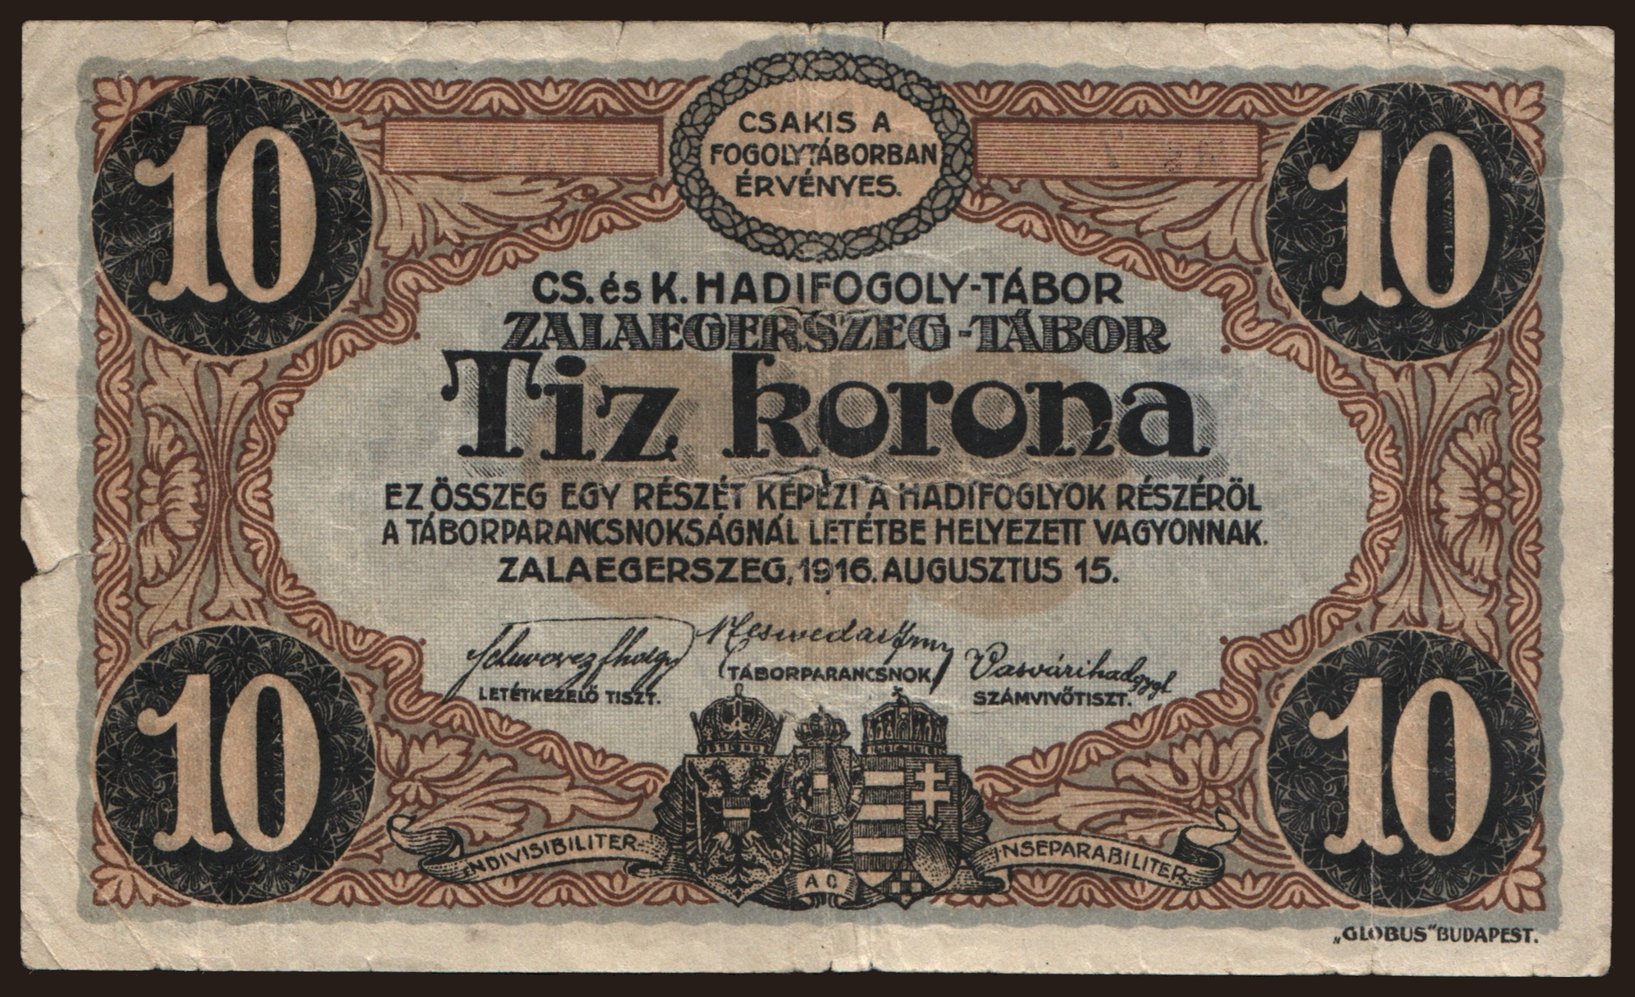 10
10
CSAKIS A
FOGOLYTÁBORBAN
ÉRVÉNYES.
CS. és K. HADIFOGOLY-TÁBOR
ZALAEGERSZEG-TÁBOR
Tiz korona
EZ ÖSSZEG EGY RÉSZÉT KÉPEZI A HADIFOGLYOK RÉSZÉRÖL
A TÁBORPARANCSNOKSÁGNÁL LETÉTBE HELYEZETT VAGYONNAK.
ZALAEGERSZEG, 1916. AUGUSZTUS 15.
TÁBORPARANCSNOK
LETÉTKEZELŐ TISZT.
SZÁMVIVŐTISZT.
10
10
INDIVISIBILITER
AC
INSEPARABILITER
„GLOBUS" BUDAPEST.